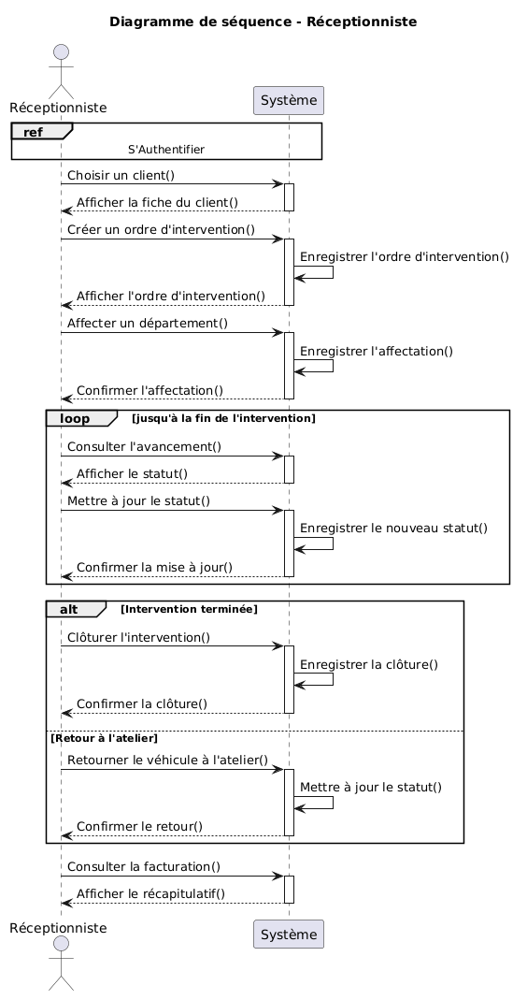 Diagramme de séquence - Réceptionniste
Réceptionniste
Système
ref
S'Authentifier
Choisir un client()
Afficher la fiche du client()
Créer un ordre d'intervention()
Enregistrer l'ordre d'intervention()
Afficher l'ordre d'intervention()
Affecter un département()
Enregistrer l'affectation()
Confirmer l'affectation()
loop [jusqu'à la fin de l'intervention]
Consulter l'avancement()
Afficher le statut()
Mettre à jour le statut()
Enregistrer le nouveau statut()
Confirmer la mise à jour()
alt [Intervention terminée]
Clôturer l'intervention()
Enregistrer la clôture()
Confirmer la clôture()
[Retour à l'atelier]
Retourner le véhicule à l'atelier()
Mettre à jour le statut()
Confirmer le retour()
Consulter la facturation()
Afficher le récapitulatif()
Réceptionniste
Système